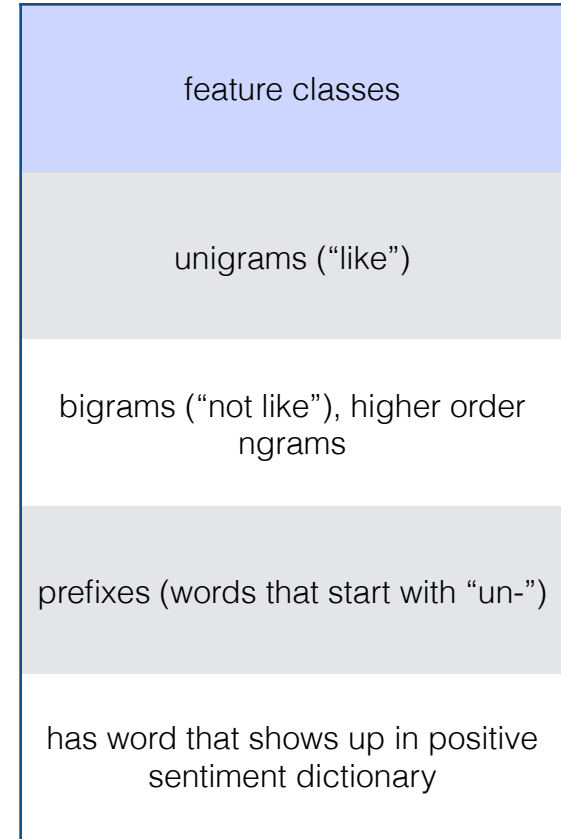 feature classes
unigrams (“like”)
bigrams (“not like”), higher order
ngrams
prefixes (words that start with “un-”)
has word that shows up in positive
sentiment dictionary